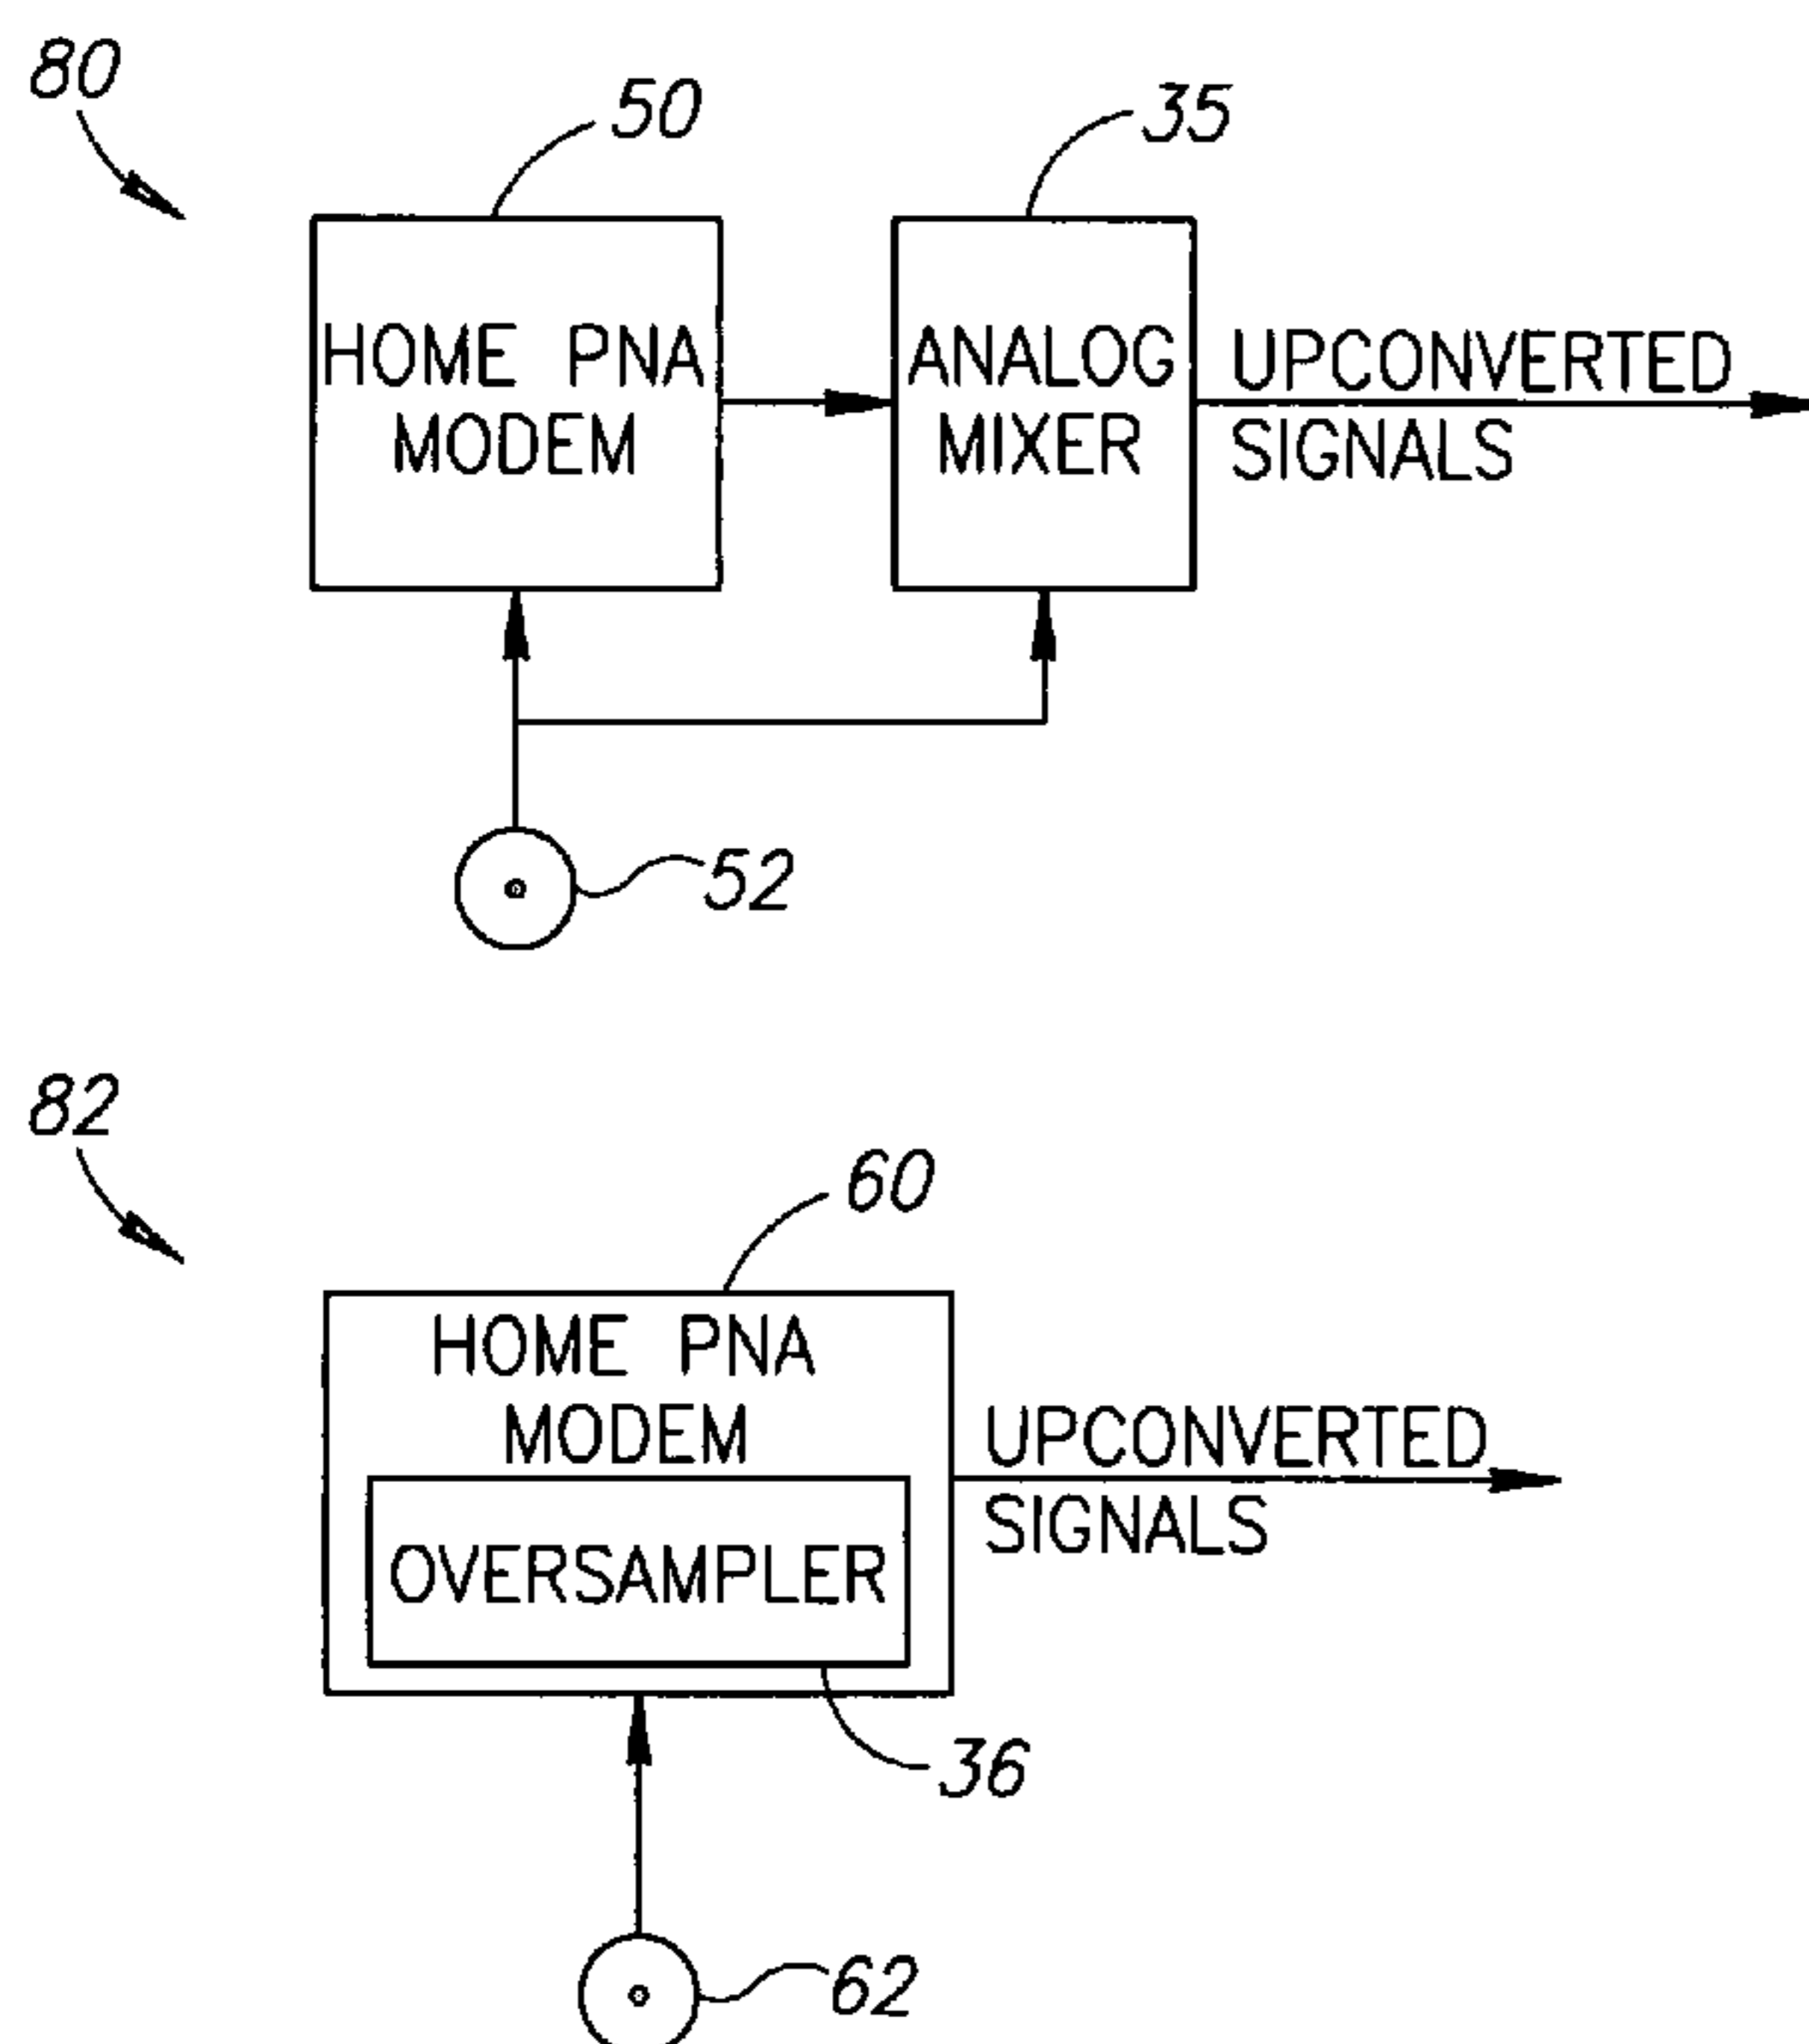 80
50
35
HOME PNA
MODEM
ANALOG
MIXER
UPCONVERTED
SIGNALS
52
82
60
HOME PNA
MODEM
OVERSAMPLER
UPCONVERTED
SIGNALS
36
62